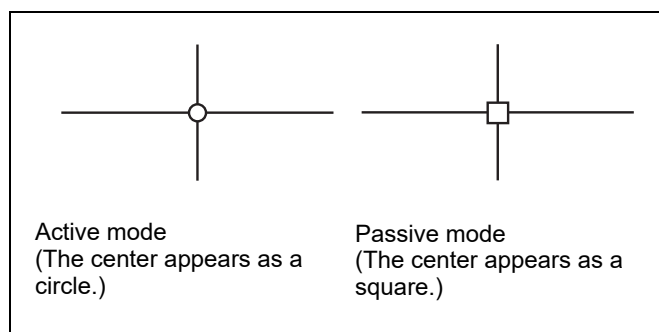 Active mode
(The center appears as a
circle.)
Passive mode
(The center appears as a
square.)